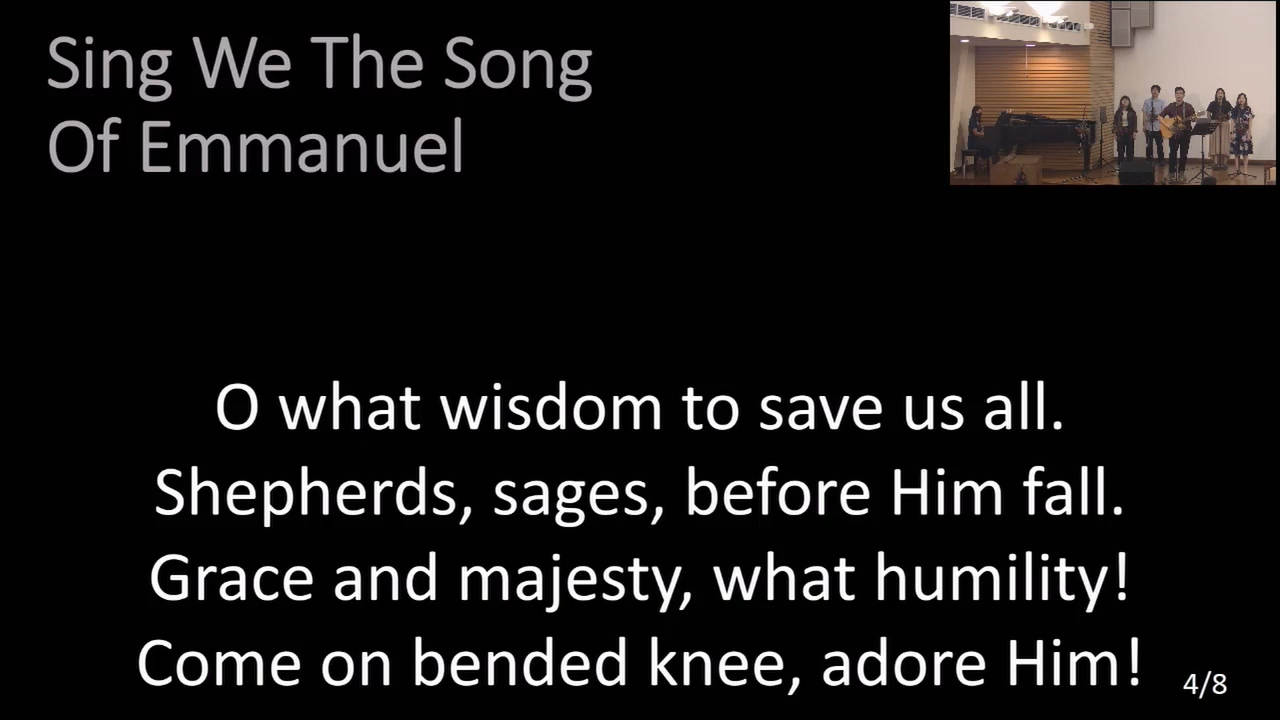 Sing We The Song
Of Emmanuel
O what wisdom to save us all.
Shepherds, sages, before Him fall.
Grace and majesty, what humility!
Come on bended knee, adore Him!
4/8